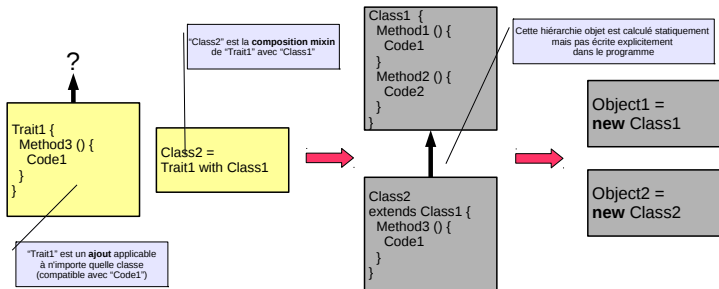 ?
Trait1 {
Method3 () {
Code1
}
}
"Trait1" est un ajout applicable
à n'importe quelle classe
(compatible avec "Code1")
"Class2" est la composition mixin
de "Trait1" avec "Class1"
Class2 =
Trait1 with Class1
Class1  {
Method1 () {
Code1
}
Method2 () {
Code2
}
}
Class2
extends Class1 {
Method3 () {
Code1
}
}
Cette hiérarchie objet est calculé statiquement
mais pas écrite explicitement
dans le programme
Object1 =
new Class1
Object2 =
new Class2